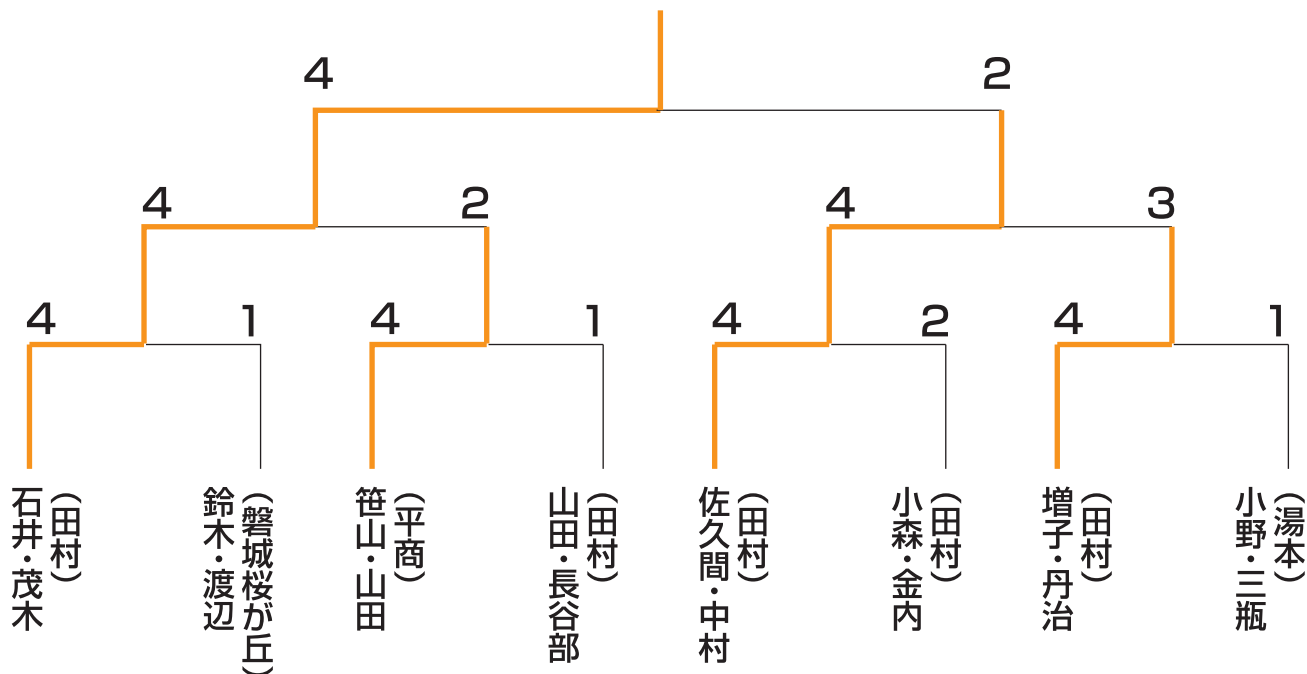 4
2
4
2
4
3
4
1
4
1
4
2
4
1
石井・茂木
(田村)
鈴木・渡辺
(磐城桜が丘)
笹山・山田
(平商)
山田・長谷部
(田村)
佐久間・中村
(田村)
小森・金内
(田村)
増子・丹治
(田村)
小野・三瓶
(湯本)